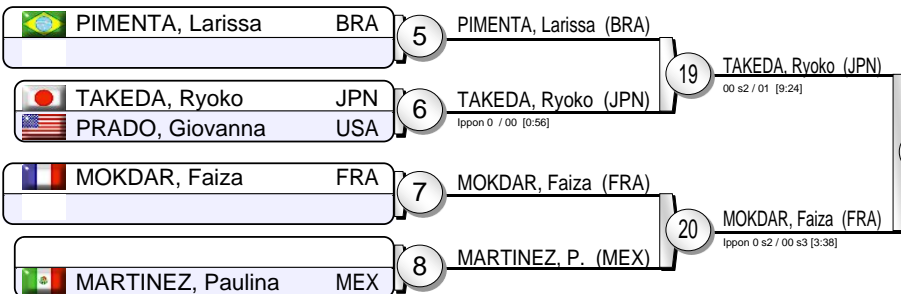 PIMENTA, Larissa BRA
5
PIMENTA, Larissa (BRA)
19
TAKEDA, Ryoko (JPN)
00 s2 / 01 [9:24]
TAKEDA, Ryoko JPN
PRADO, Giovanna USA
6
TAKEDA, Ryoko (JPN)
Ippon 0 / 00 [0:56]
MOKDAR, Faiza FRA
7
MOKDAR, Faiza (FRA)
20
MOKDAR, Faiza (FRA)
Ippon 0 s2 / 00 s3 [3:38]
MARTINEZ, Paulina MEX
8
MARTINEZ, P. (MEX)